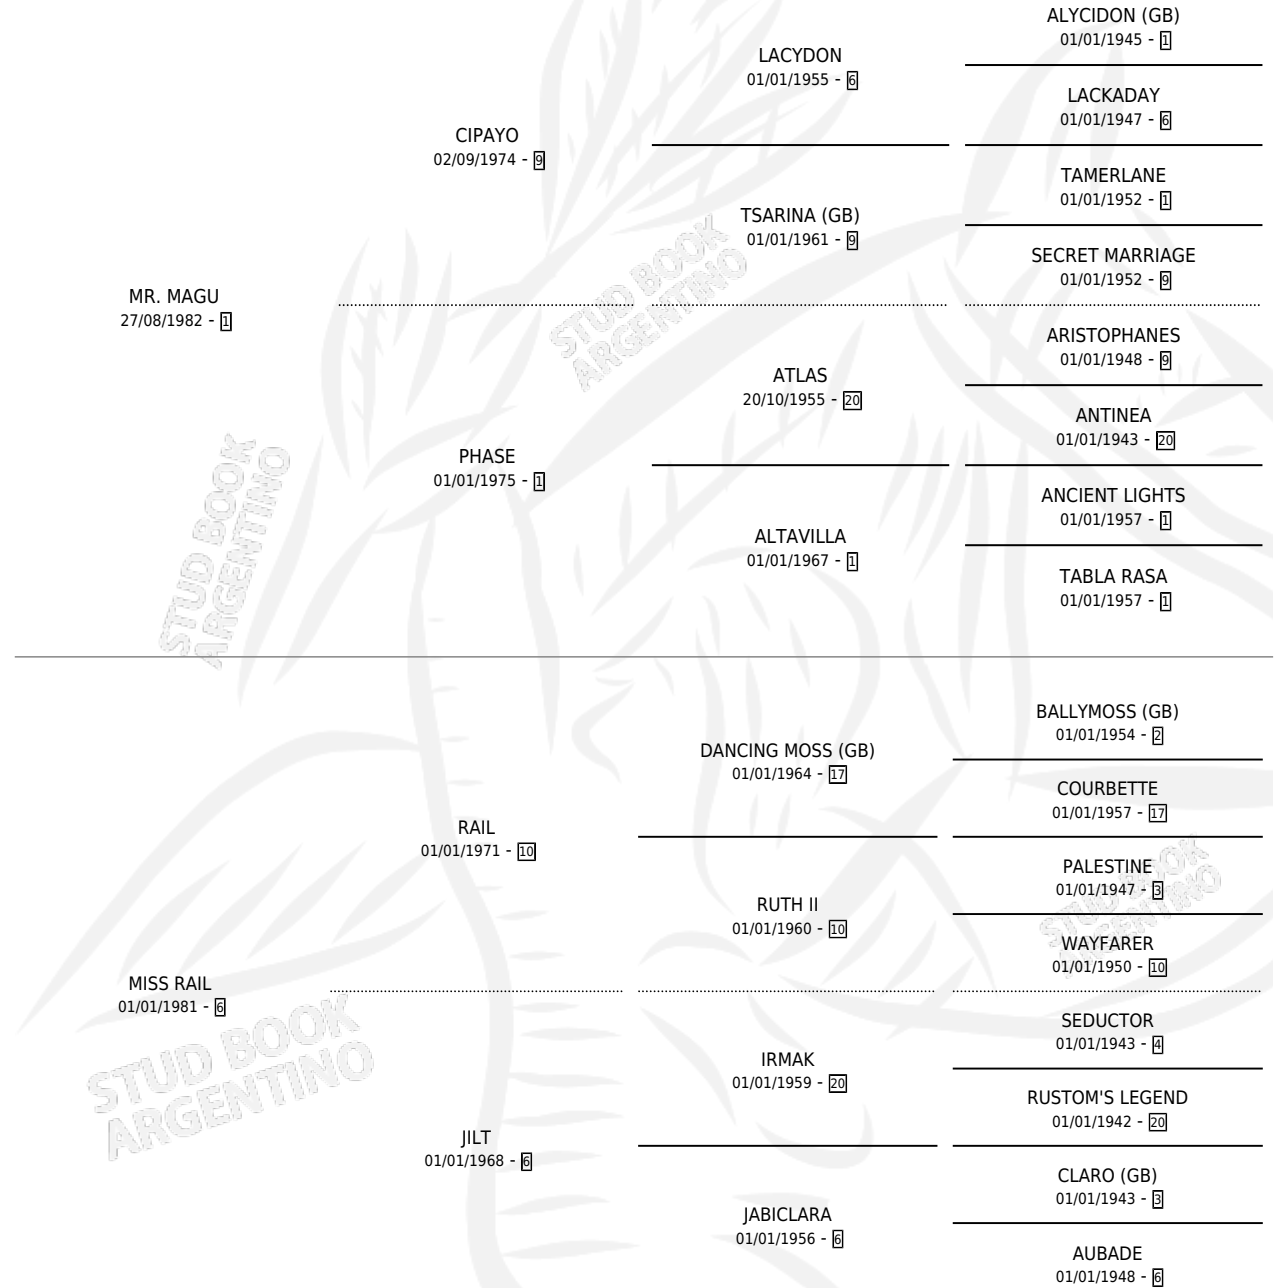 ALYCIDON (GB)
01/01/1945 - 1
LACYDON
01/01/1955 - 6
LACKADAY
01/01/1947 - 6
CIPAYO
02/09/1974 - 9
TAMERLANE
01/01/1952 - 1
TSARINA (GB)
01/01/1961 - 9
SECRET MARRIAGE
01/01/1952 - 9
MR. MAGU
27/08/1982 - 1
STUD BOOK
ARGENTINO
ARISTOPHANES
01/01/1948 - 9
ATLAS
20/10/1955 - 20
ANTINEA
01/01/1943 - 20
PHASE
01/01/1975 - 1
ANCIENT LIGHTS
01/01/1957 - 1
ALTAVILLA
01/01/1967 - 1
TABLA RASA
01/01/1957 - 1
STUD BOOK
ARGENTINO
BALLYMOSS (GB)
01/01/1954 - 2
DANCING MOSS (GB)
01/01/1964 - 17
COURBETTE
01/01/1957 - 17
RAIL
01/01/1971 - 10
PALESTINE
01/01/1947 - 3
RUTH II
01/01/1960 - 10
STUD BOOK
ARGENTINO
WAYFARER
01/01/1950 - 10
MISS RAIL
01/01/1981 - 6
SEDUCTOR
01/01/1943 - 4
IRMAK
01/01/1959 - 20
STUD BOOK
ARGENTINO
RUSTOM'S LEGEND
01/01/1942 - 20
JILT
01/01/1968 - 6
CLARO (GB)
01/01/1943 - 3
JABICLARA
01/01/1956 - 6
AUBADE
01/01/1948 - 6